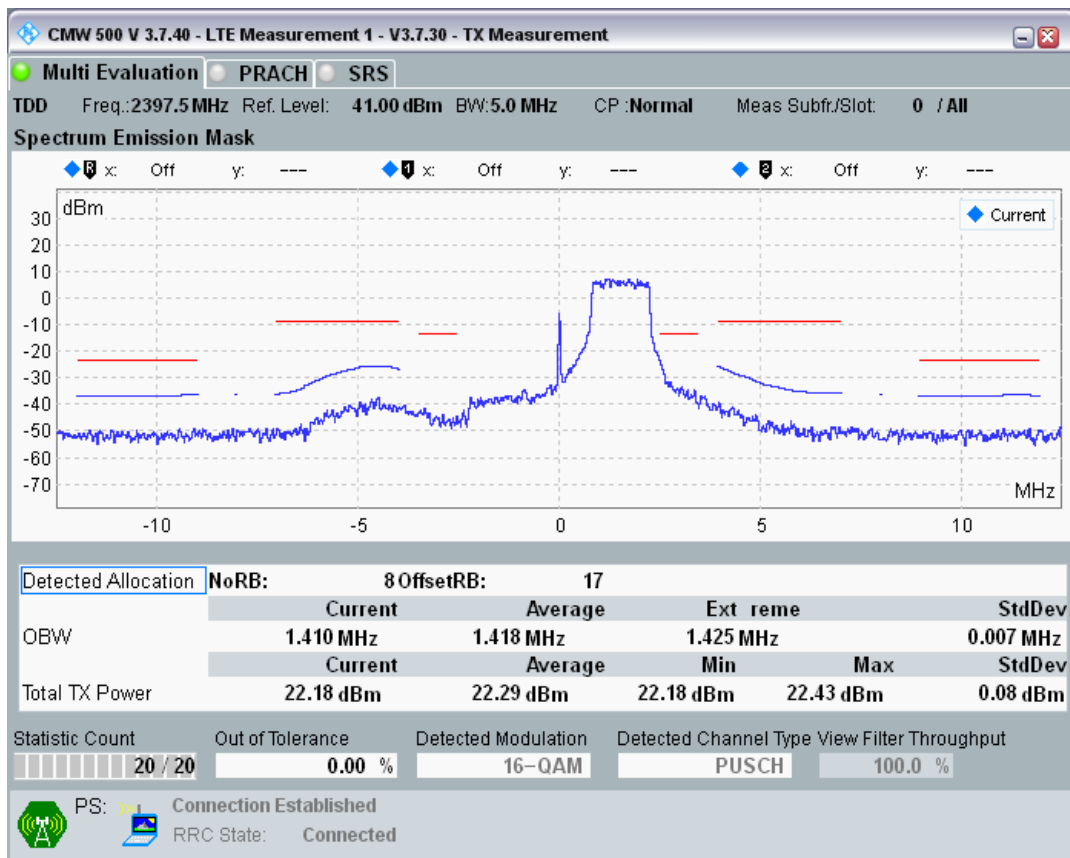 CMW 500 V 3.7.40 - LTE Measurement 1 - V3.7.30 - TX Measurement
Multi Evaluation PRACH SRS
TDD Freq.:2397.5 MHz Ref. Level: 41.00 dBm BW:5.0 MHz CP :Normal Meas Subfr./Slot: 0 / All
Spectrum Emission Mask
R x: Off y: --- 1 x: Off y: --- 2 x: Off y: ---
dBm
Current
30
20
10
0
-10
-20
-30
-40
-50
-60
-70
MHz
-10 -5 0 5 10
Detected Allocation NoRB: 8 OffsetRB: 17
Current Average Ext reme StdDev
OBW 1.410 MHz 1.418 MHz 1.425 MHz 0.007 MHz
Current Average Min Max StdDev
Total TX Power 22.18 dBm 22.29 dBm 22.18 dBm 22.43 dBm 0.08 dBm
Statistic Count Out of Tolerance Detected Modulation Detected Channel Type View Filter Throughput
20 / 20 0.00 % 16-QAM PUSCH 100.0 %
PS: Connection Established
RRC State: Connected